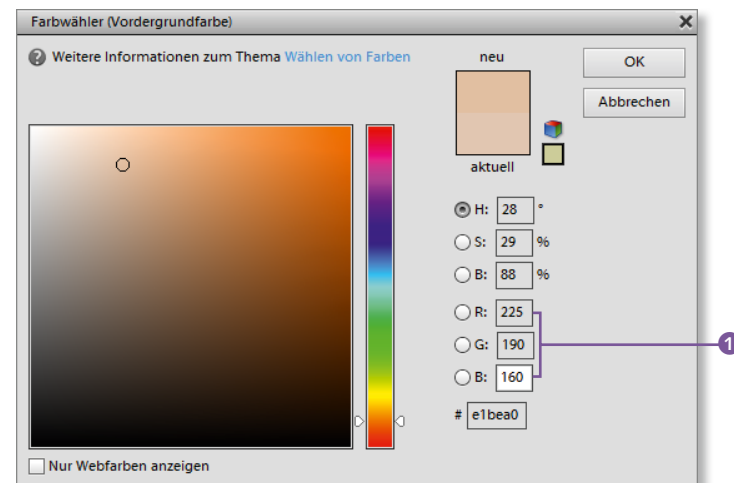 Farbwähler (Vordergrundfarbe)
Weitere Informationen zum Thema Wählen von Farben
neu
OK
Abbrechen
aktuell
H: 28 °
S: 29 %
B: 88 %
R: 225
G: 190
B: 160
# e1bea0
1
Nur Webfarben anzeigen